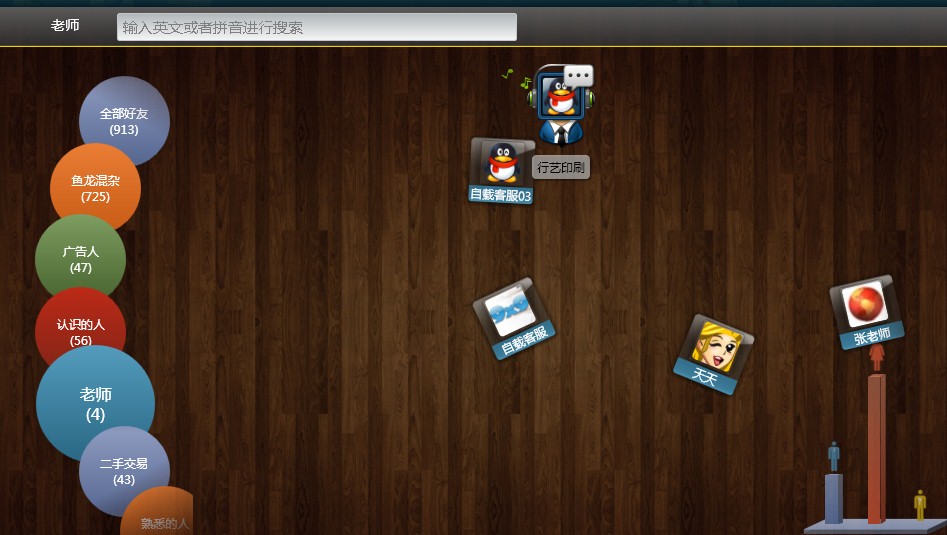 老师
输入英文或者拼音进行搜索
全部好友
(913)
鱼龙混杂
(725)
广告人
(47)
认识的人
(56)
老师
(4)
二手交易
(43)
熟悉的人
行艺印刷
自载客服03
自载客服
天天
张老师